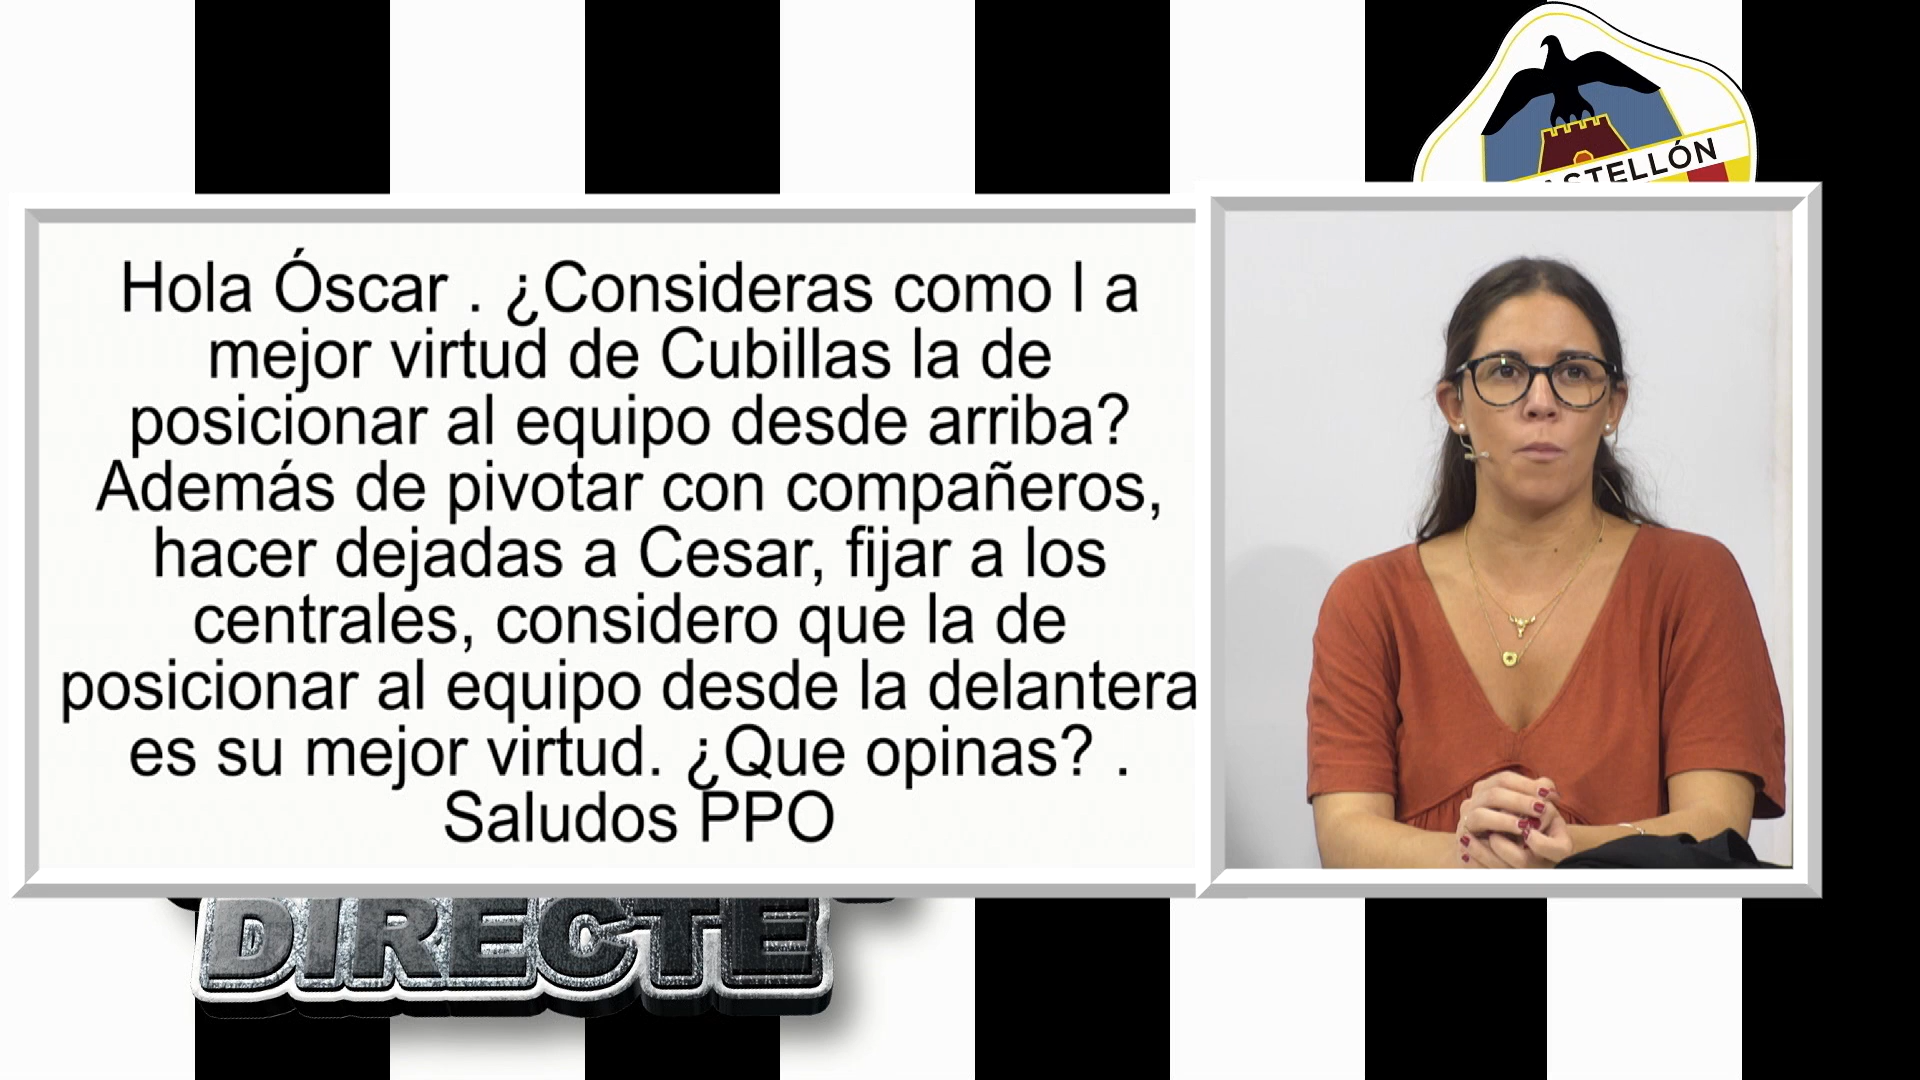 ASTELLÓN
Hola Óscar . ¿Consideras como l a
mejor virtud de Cubillas la de
posicionar al equipo desde arriba?
Además de pivotar con compañeros,
hacer dejadas a Cesar, fijar a los
centrales, considero que la de
posicionar al equipo desde la delantera
es su mejor virtud. ¿Que opinas? .
Saludos PPO
DIRECTE